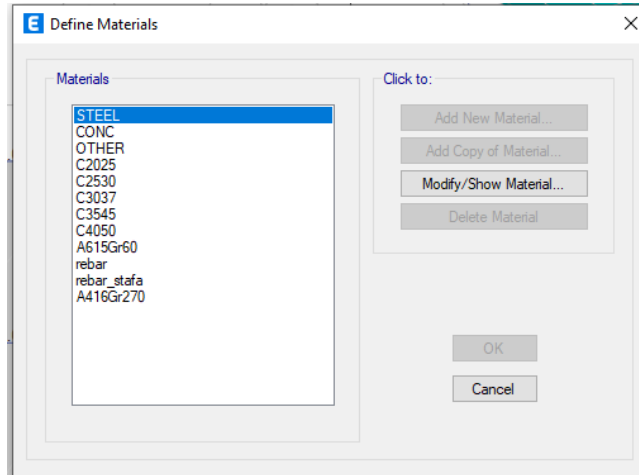 E Define Materials
Materials
STEEL
CONC
OTHER
C2025
C2530
C3037
C3545
C4050
A615Gr60
rebar
rebar_stafa
A416Gr270
Click to:
Add New Material...
Add Copy of Material...
Modify/Show Material...
Delete Material
OK
Cancel